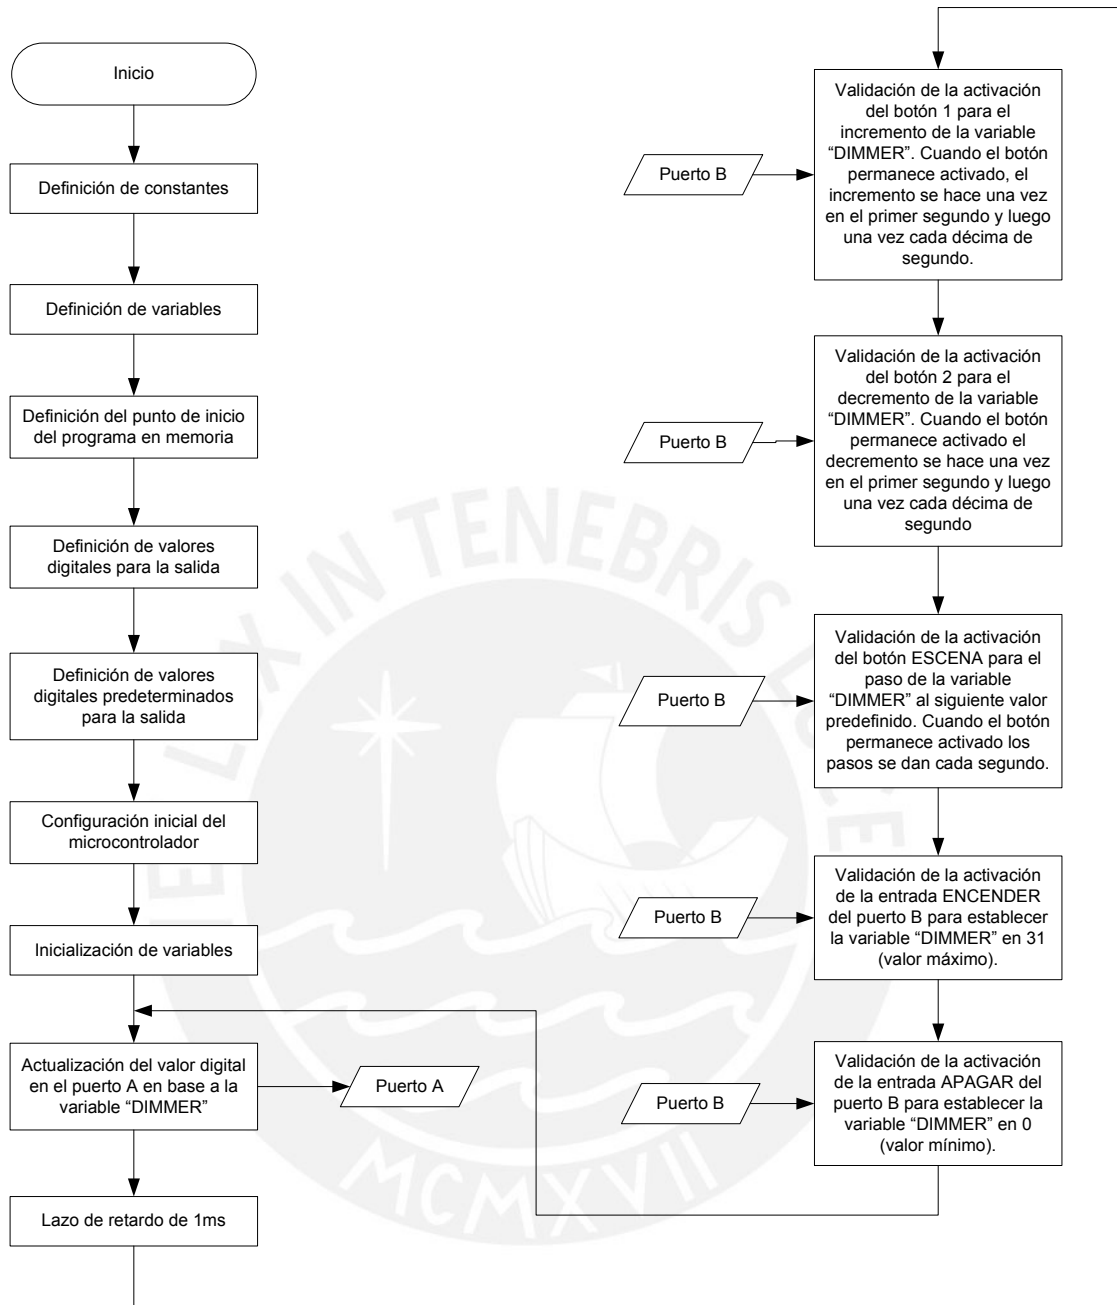 Inicio
Definición de constantes
Definición de variables
Definición del punto de inicio
del programa en memoria
Definición de valores
digitales para la salida
Definición de valores
digitales predeterminados
para la salida
Configuración inicial del
microcontrolador
Inicialización de variables
Actualización del valor digital
en el puerto A en base a la
variable “DIMMER”
Puerto A
Lazo de retardo de 1ms
Puerto B
Validación de la activación
del botón 1 para el
incremento de la variable
“DIMMER”. Cuando el botón
permanece activado, el
incremento se hace una vez
en el primer segundo y luego
una vez cada décima de
segundo.
Puerto B
Validación de la activación
del botón 2 para el
decremento de la variable
“DIMMER”. Cuando el botón
permanece activado el
decremento se hace una vez
en el primer segundo y luego
una vez cada décima de
segundo
Puerto B
Validación de la activación
del botón ESCENA para el
paso de la variable
“DIMMER” al siguiente valor
predefinido. Cuando el botón
permanece activado los
pasos se dan cada segundo.
Puerto B
Validación de la activación
de la entrada ENCENDER
del puerto B para establecer
la variable “DIMMER” en 31
(valor máximo).
Puerto B
Validación de la activación
de la entrada APAGAR del
puerto B para establecer la
variable “DIMMER” en 0
(valor mínimo).
ET LUX IN TENEBRIS LUCET
MCMXVII